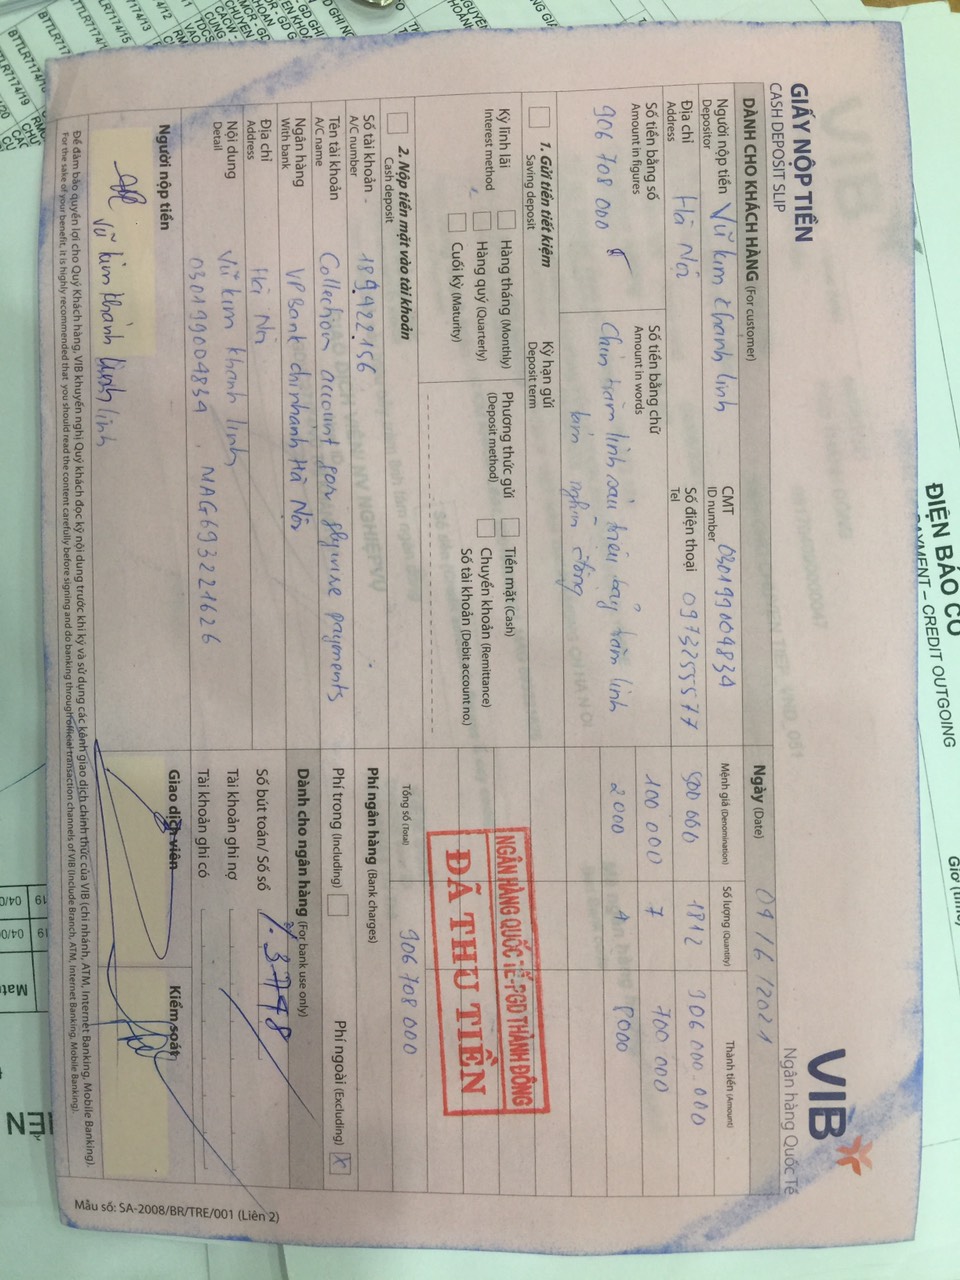 ĐIỆN BÁO CÓ
PAYMENT – CREDIT OUTGOING
Giờ (time)
VIB
Ngân hàng Quốc Tế
GIẤY NỘP TIỀN
CASH DEPOSIT SLIP
DÀNH CHO KHÁCH HÀNG (For customer)
Ngày (Date) 04/6/2021
Người nộp tiền Vũ Kim Khánh Linh CMT 030199004834
Depositor ID number
Địa chỉ Hà Nội Số điện thoại 0973255577
Address Tel
Mệnh giá (Denomination) Số lượng (Quantity) Thành tiền (Amount)
500 000 1812 906 000.000
100 000 7 700 000
2000 4 8000
Số tiền bằng số Số tiền bằng chữ
Amount in figures Amount in words
906 708 000 đ Chín trăm linh sáu triệu bảy trăm linh
tám nghìn đồng
1. Gửi tiền tiết kiệm Kỳ hạn gửi
Saving deposit Deposit term
Kỳ lĩnh lãi Hàng tháng (Monthly)
Interest method Hàng quý (Quarterly)
Cuối kỳ (Maturity)
Phương thức gửi Tiền mặt (Cash)
(Deposit method) Chuyển khoản (Remittance)
Số tài khoản (Debit account no.)
NGÂN HÀNG QUỐC TẾ-PGD THÀNH ĐÔNG
ĐÃ THU TIỀN
Tổng số (Total) 906 708 000
2. Nộp tiền mặt vào tài khoản
Cash deposit
Số tài khoản 189.422.156
A/C number
Tên tài khoản Collection account for flywire payments
A/C name
Ngân hàng VPBank chi nhánh Hà Nội
With bank
Địa chỉ Hà Nội
Address
Nội dung Vũ Kim Khánh Linh
Detail 030199004834 MAG693221626
Phí ngân hàng (Bank charges)
Phí trong (Including) Phí ngoài (Excluding) x
Dành cho ngân hàng (For bank use only)
Số bút toán/ Số sổ 3748
Tài khoản ghi nợ
Tài khoản ghi có
Người nộp tiền Giao dịch viên Kiểm soát
Vũ Kim Khánh Linh
Để đảm bảo quyền lợi cho Quý Khách hàng, VIB khuyến nghị Quý khách đọc kỹ nội dung trước khi ký và sử dụng các kênh giao dịch chính thức của VIB (chi nhánh, ATM, Internet Banking, Mobile Banking).
For the sake of your benefit, it is highly recommended that you should read the content carefully before signing and do banking through official transaction channels of VIB (Include Branch, ATM, Internet Banking, Mobile Banking).
Mẫu số: SA-2008/BR/TRE/001 (Liên 2)
BTTLR7174/19